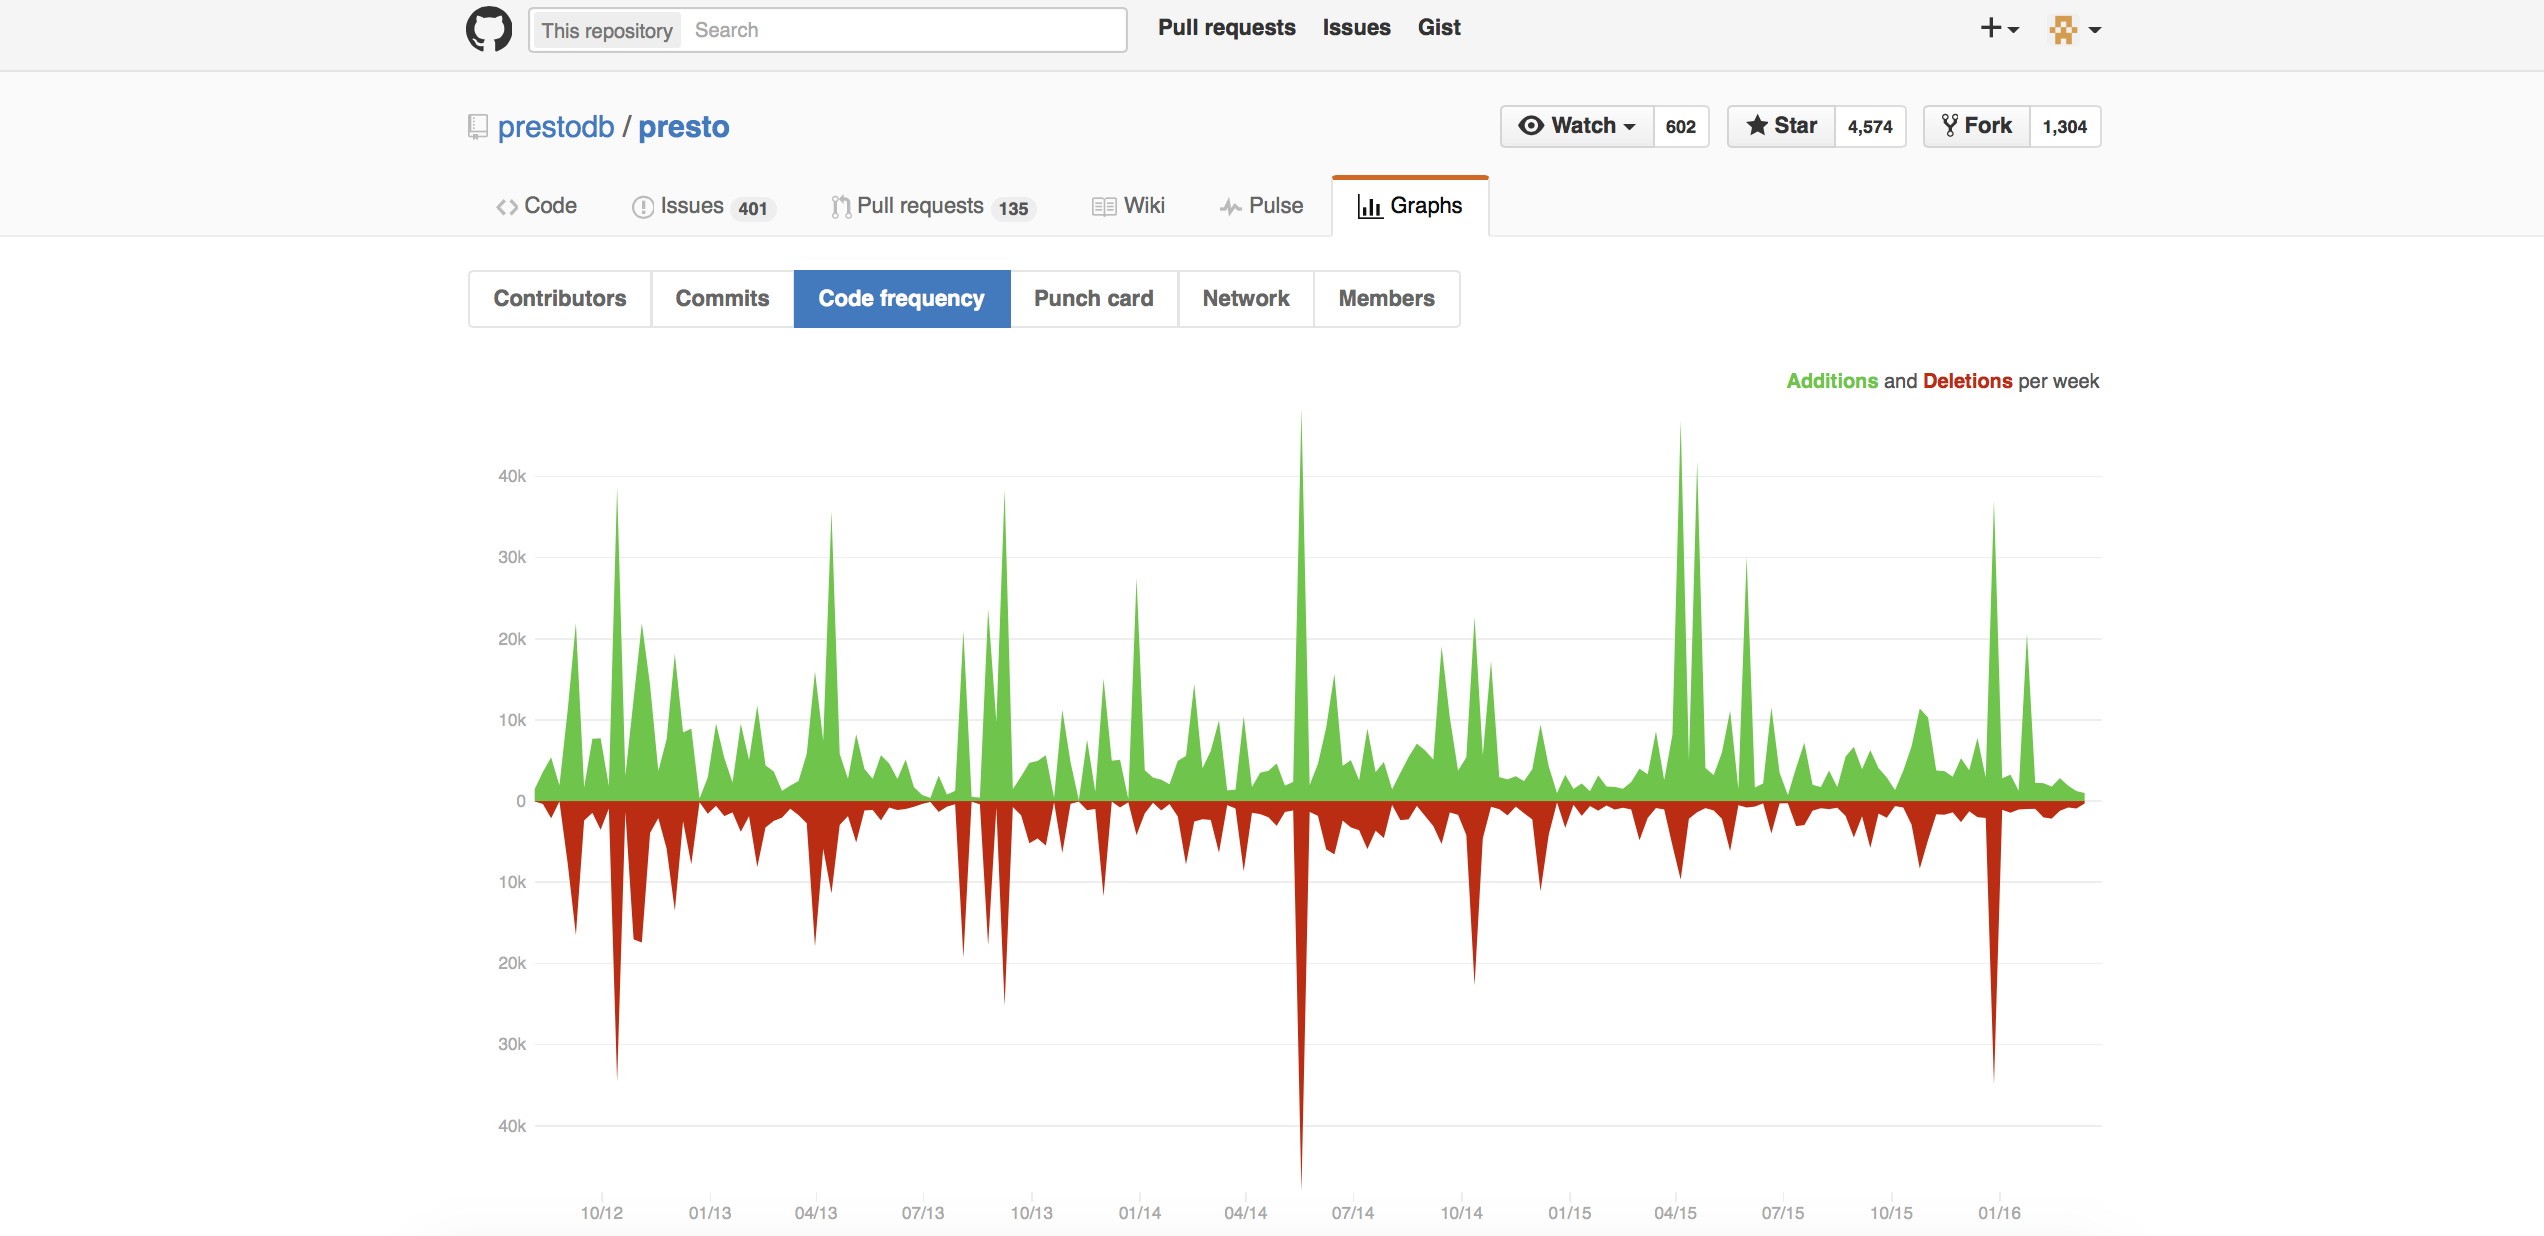 This repository Search Pull requests Issues Gist
prestodb / presto Watch 602 Star 4,574 Fork 1,304
Code Issues 401 Pull requests 135 Wiki Pulse Graphs
Contributors Commits Code frequency Punch card Network Members
Additions and Deletions per week
40k
30k
20k
10k
0
10k
20k
30k
40k
10/12 01/13 04/13 07/13 10/13 01/14 04/14 07/14 10/14 01/15 04/15 07/15 10/15 01/16